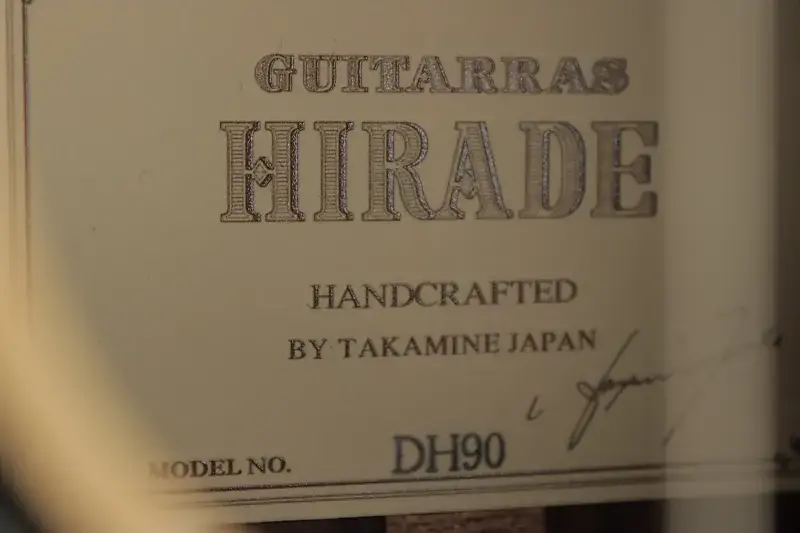 GUITARRAS
HIRADE
HANDCRAFTED
BY TAKAMINE JAPAN
MODEL NO. DH90